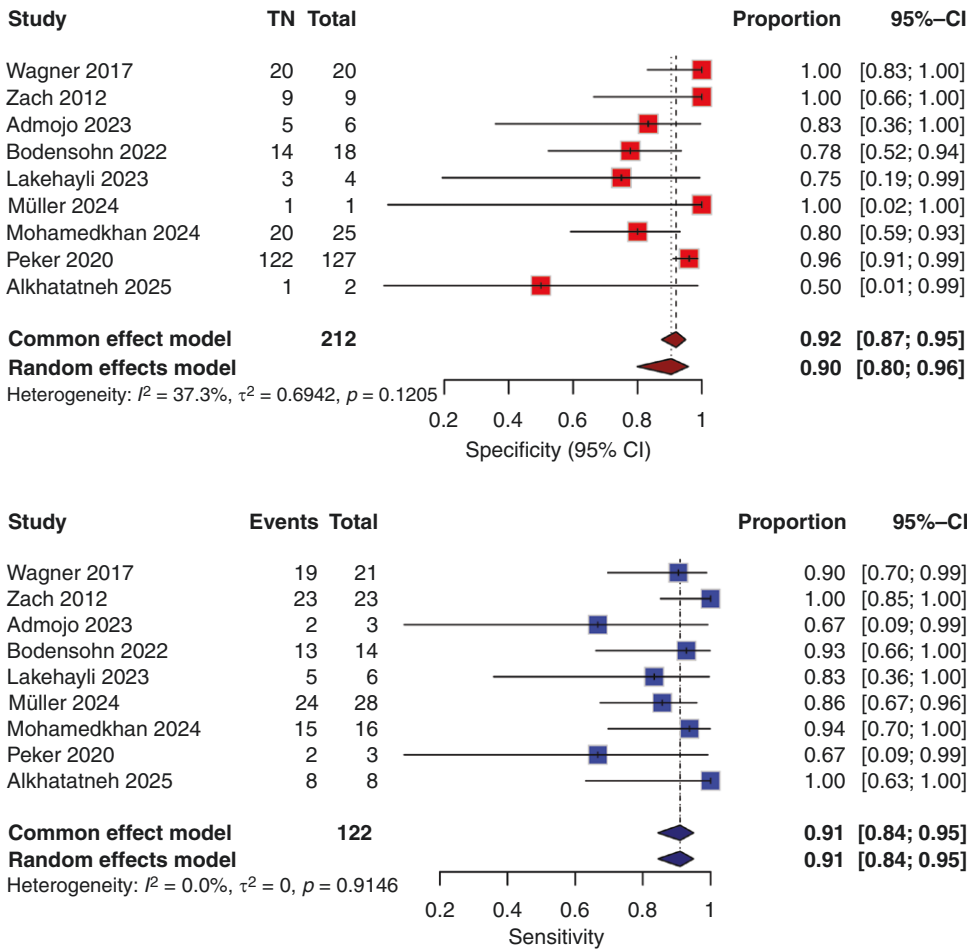 Study TN Total Proportion 95%–CI
Wagner 2017 20 20 1.00 [0.83; 1.00]
Zach 2012 9 9 1.00 [0.66; 1.00]
Admojo 2023 5 6 0.83 [0.36; 1.00]
Bodensohn 2022 14 18 0.78 [0.52; 0.94]
Lakehayli 2023 3 4 0.75 [0.19; 0.99]
Müller 2024 1 1 1.00 [0.02; 1.00]
Mohamedkhan 2024 20 25 0.80 [0.59; 0.93]
Peker 2020 122 127 0.96 [0.91; 0.99]
Alkhatatneh 2025 1 2 0.50 [0.01; 0.99]
Common effect model 212 0.92 [0.87; 0.95]
Random effects model 0.90 [0.80; 0.96]
Heterogeneity: I² = 37.3%, τ² = 0.6942, p = 0.1205
0.2 0.4 0.6 0.8 1
Specificity (95% CI)
Study Events Total Proportion 95%–CI
Wagner 2017 19 21 0.90 [0.70; 0.99]
Zach 2012 23 23 1.00 [0.85; 1.00]
Admojo 2023 2 3 0.67 [0.09; 0.99]
Bodensohn 2022 13 14 0.93 [0.66; 1.00]
Lakehayli 2023 5 6 0.83 [0.36; 1.00]
Müller 2024 24 28 0.86 [0.67; 0.96]
Mohamedkhan 2024 15 16 0.94 [0.70; 1.00]
Peker 2020 2 3 0.67 [0.09; 0.99]
Alkhatatneh 2025 8 8 1.00 [0.63; 1.00]
Common effect model 122 0.91 [0.84; 0.95]
Random effects model 0.91 [0.84; 0.95]
Heterogeneity: I² = 0.0%, τ² = 0, p = 0.9146
0.2 0.4 0.6 0.8 1
Sensitivity